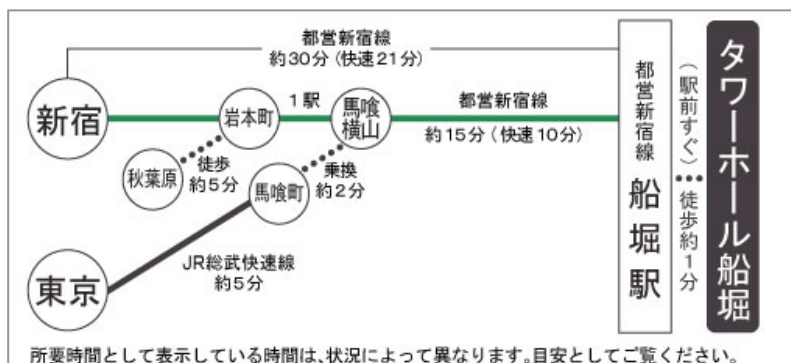 都営新宿線
約30分(快速21分)
新宿
岩本町
1駅
馬喰
横山
都営新宿線
約15分(快速10分)
秋葉原
徒歩
約5分
馬喰町
乗換
約2分
東京
JR総武快速線
約5分
都営新宿線 船堀駅
(駅前すぐ)
徒歩約1分
タワーホール船堀
所要時間として表示している時間は、状況によって異なります。目安としてご覧ください。